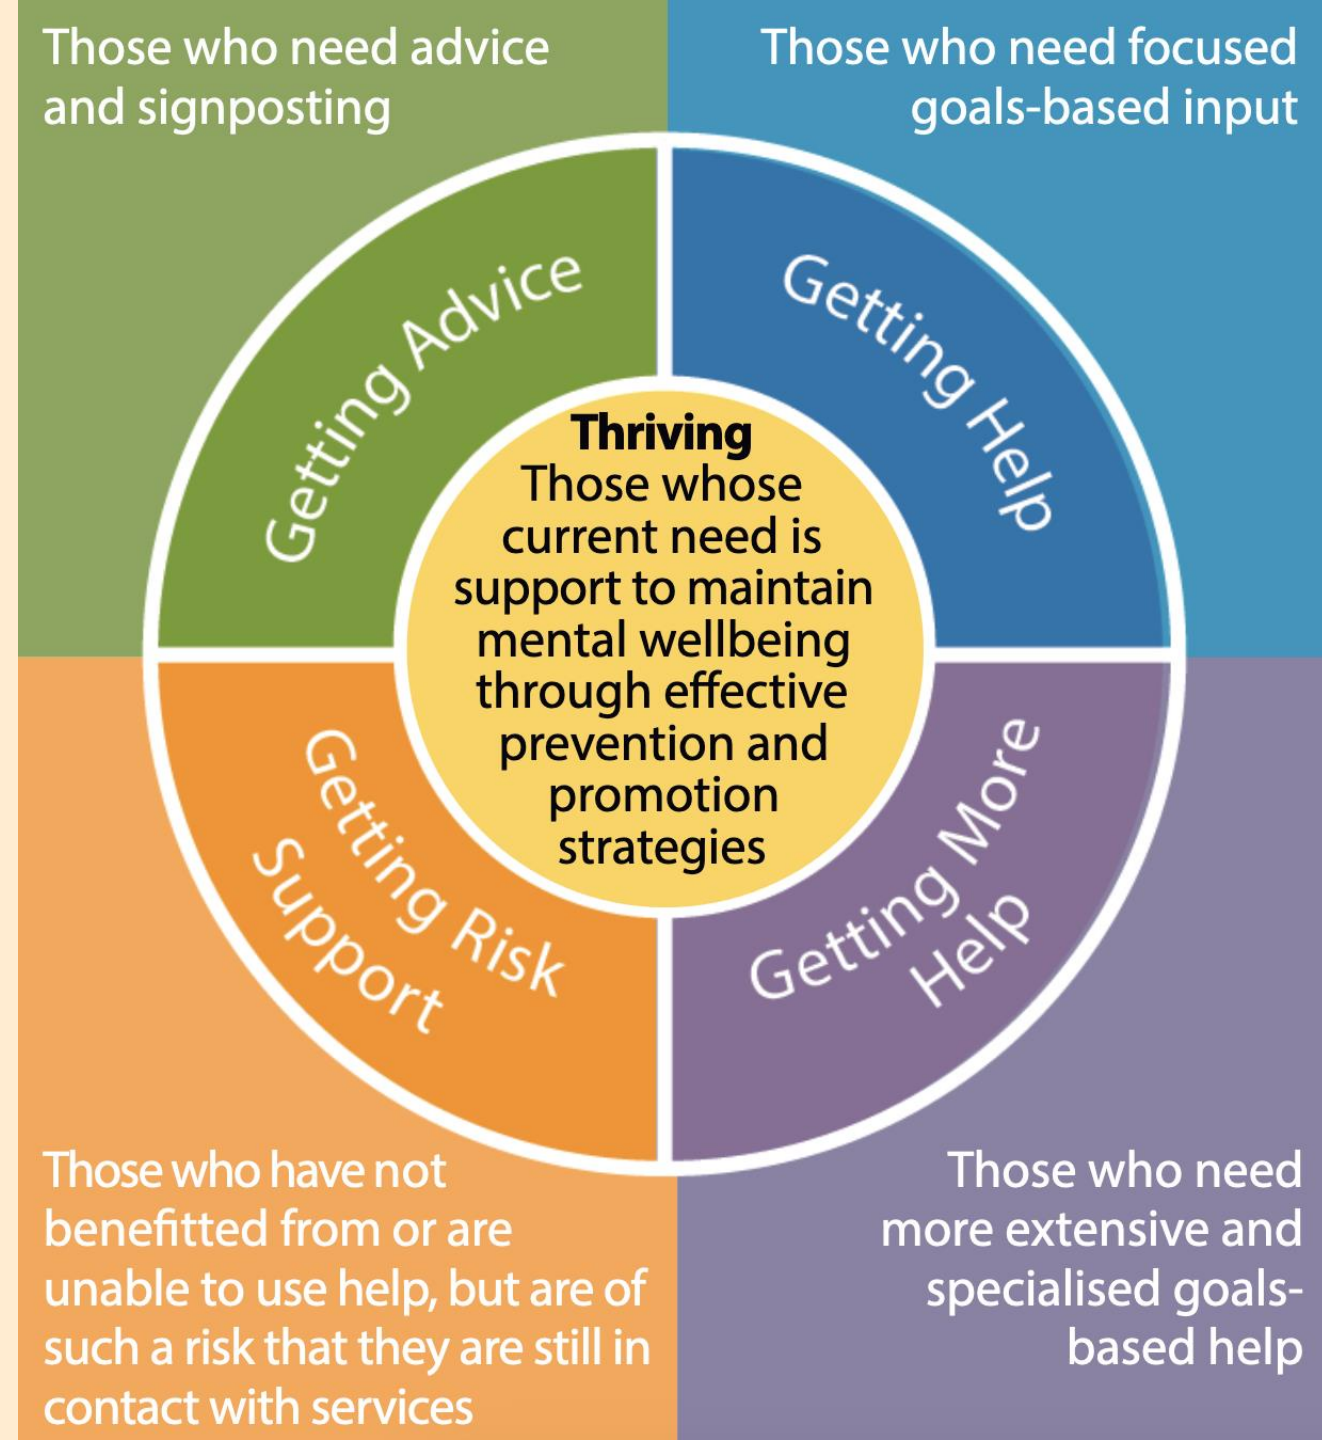 Those who need advice
and signposting
Those who need focused
goals-based input
Getting Advice
Getting Help
Thriving
Those whose
current need is
support to maintain
mental wellbeing
through effective
prevention and
promotion
strategies
Getting Risk
Support
Getting More
Help
Those who have not
benefitted from or are
unable to use help, but are of
such a risk that they are still in
contact with services
Those who need
more extensive and
specialised goals-
based help